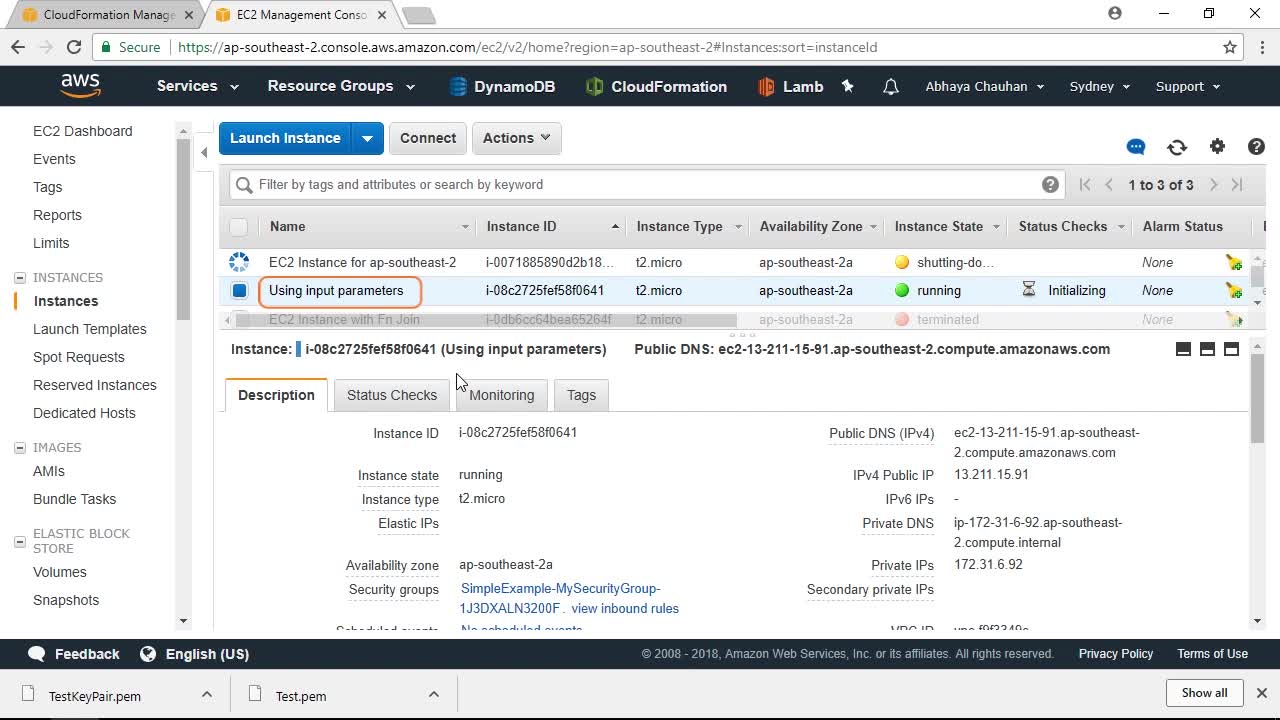 CloudFormation Manage
EC2 Management Conso
Secure
https://ap-southeast-2.console.aws.amazon.com/ec2/v2/home?region=ap-southeast-2#Instances:sort=instanceId
aws
Services
Resource Groups
DynamoDB
CloudFormation
Lamb
Abhaya Chauhan
Sydney
Support
EC2 Dashboard
Events
Tags
Reports
Limits
INSTANCES
Instances
Launch Templates
Spot Requests
Reserved Instances
Dedicated Hosts
IMAGES
AMIs
Bundle Tasks
ELASTIC BLOCK
STORE
Volumes
Snapshots
Launch Instance
Connect
Actions
Filter by tags and attributes or search by keyword
1 to 3 of 3
Name Instance ID Instance Type Availability Zone Instance State Status Checks Alarm Status
EC2 Instance for ap-southeast-2 i-0071885890d2b18... t2.micro ap-southeast-2a shutting-do... None
Using input parameters i-08c2725fef58f0641 t2.micro ap-southeast-2a running Initializing None
EC2 Instance with Fn Join i-0db6cc64bea65264f t2.micro ap-southeast-2a terminated None
Instance: i-08c2725fef58f0641 (Using input parameters) Public DNS: ec2-13-211-15-91.ap-southeast-2.compute.amazonaws.com
Description Status Checks Monitoring Tags
Instance ID i-08c2725fef58f0641
Instance state running
Instance type t2.micro
Elastic IPs
Availability zone ap-southeast-2a
Security groups SimpleExample-MySecurityGroup-
1J3DXALN3200F . view inbound rules
Scheduled events No scheduled events
Public DNS (IPv4) ec2-13-211-15-91.ap-southeast-
2.compute.amazonaws.com
IPv4 Public IP 13.211.15.91
IPv6 IPs -
Private DNS ip-172-31-6-92.ap-southeast-
2.compute.internal
Private IPs 172.31.6.92
Secondary private IPs
VPC ID
Feedback
English (US)
© 2008 - 2018, Amazon Web Services, Inc. or its affiliates. All rights reserved.
Privacy Policy
Terms of Use
TestKeyPair.pem
Test.pem
Show all